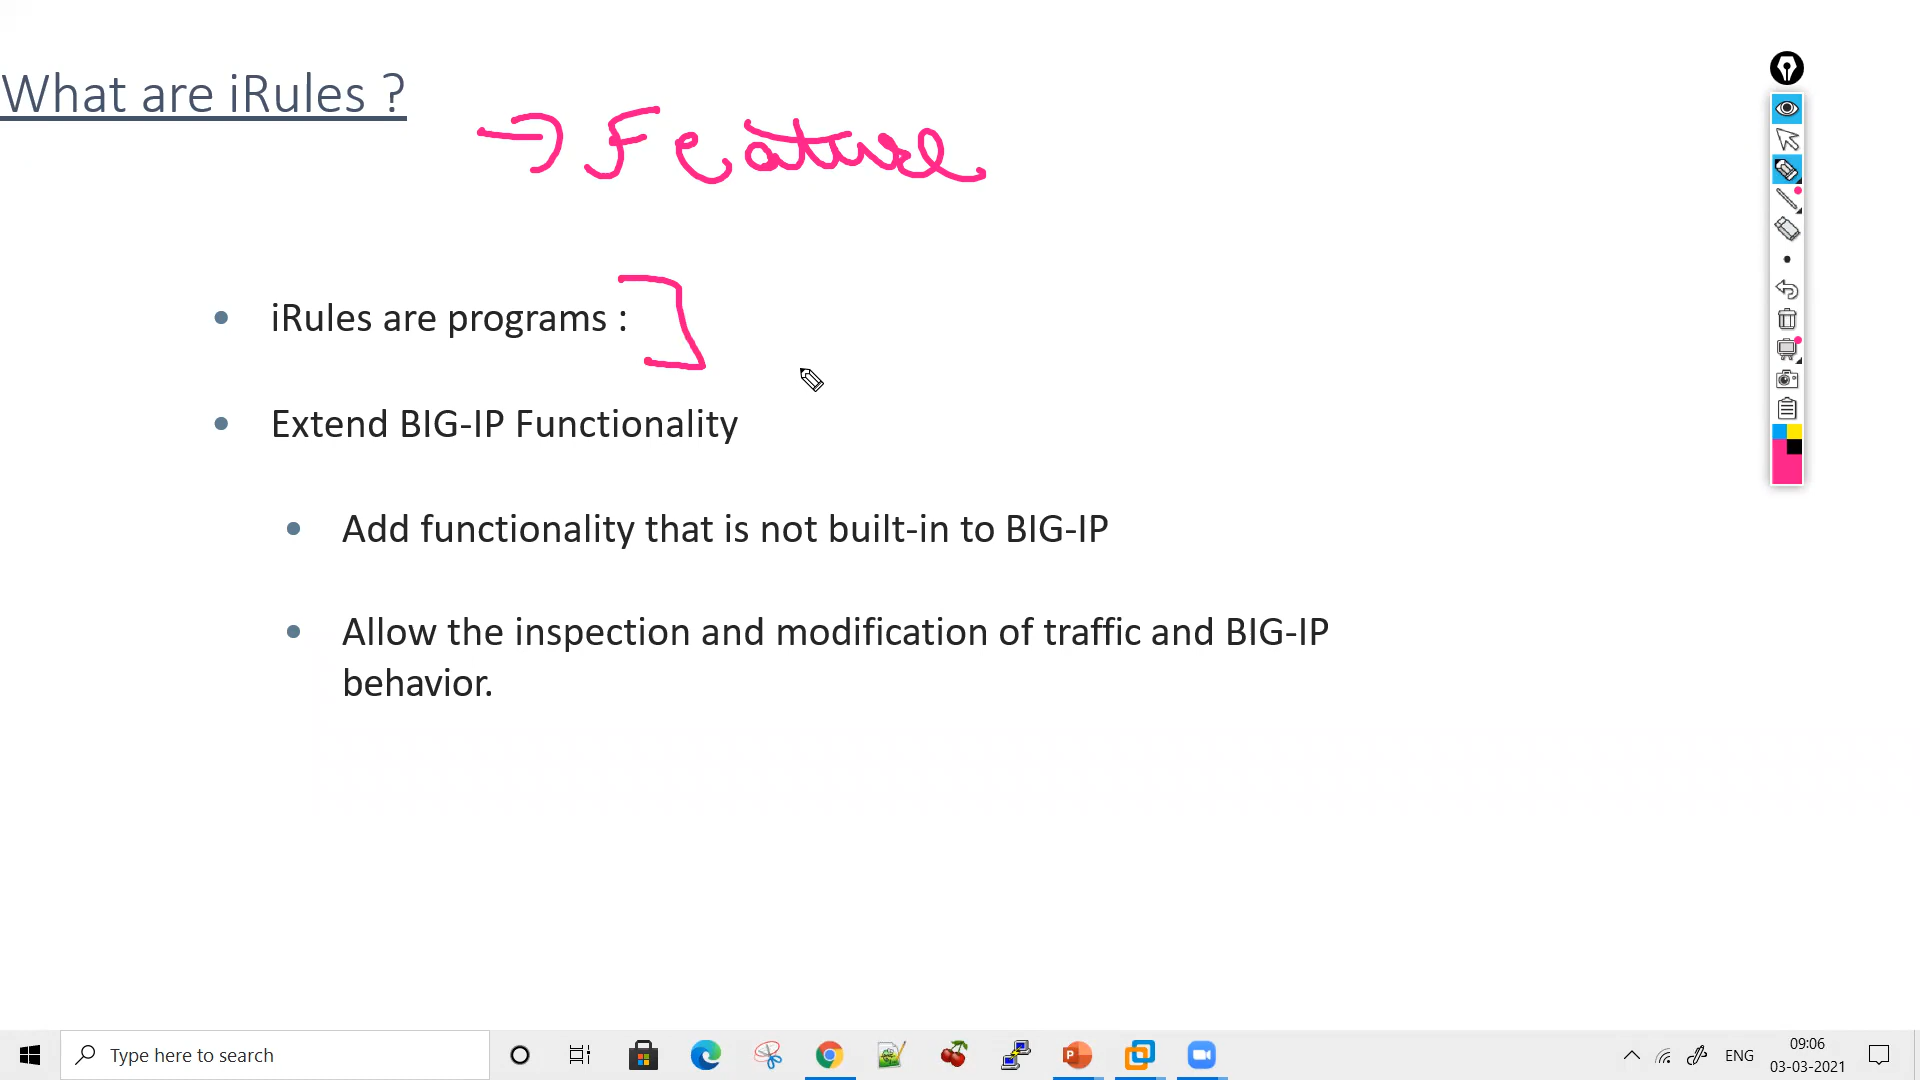 What are iRules ?
→ Feature
• iRules are programs :
• Extend BIG-IP Functionality
• Add functionality that is not built-in to BIG-IP
• Allow the inspection and modification of traffic and BIG-IP
behavior.
Type here to search
ENG
09:06
03-03-2021